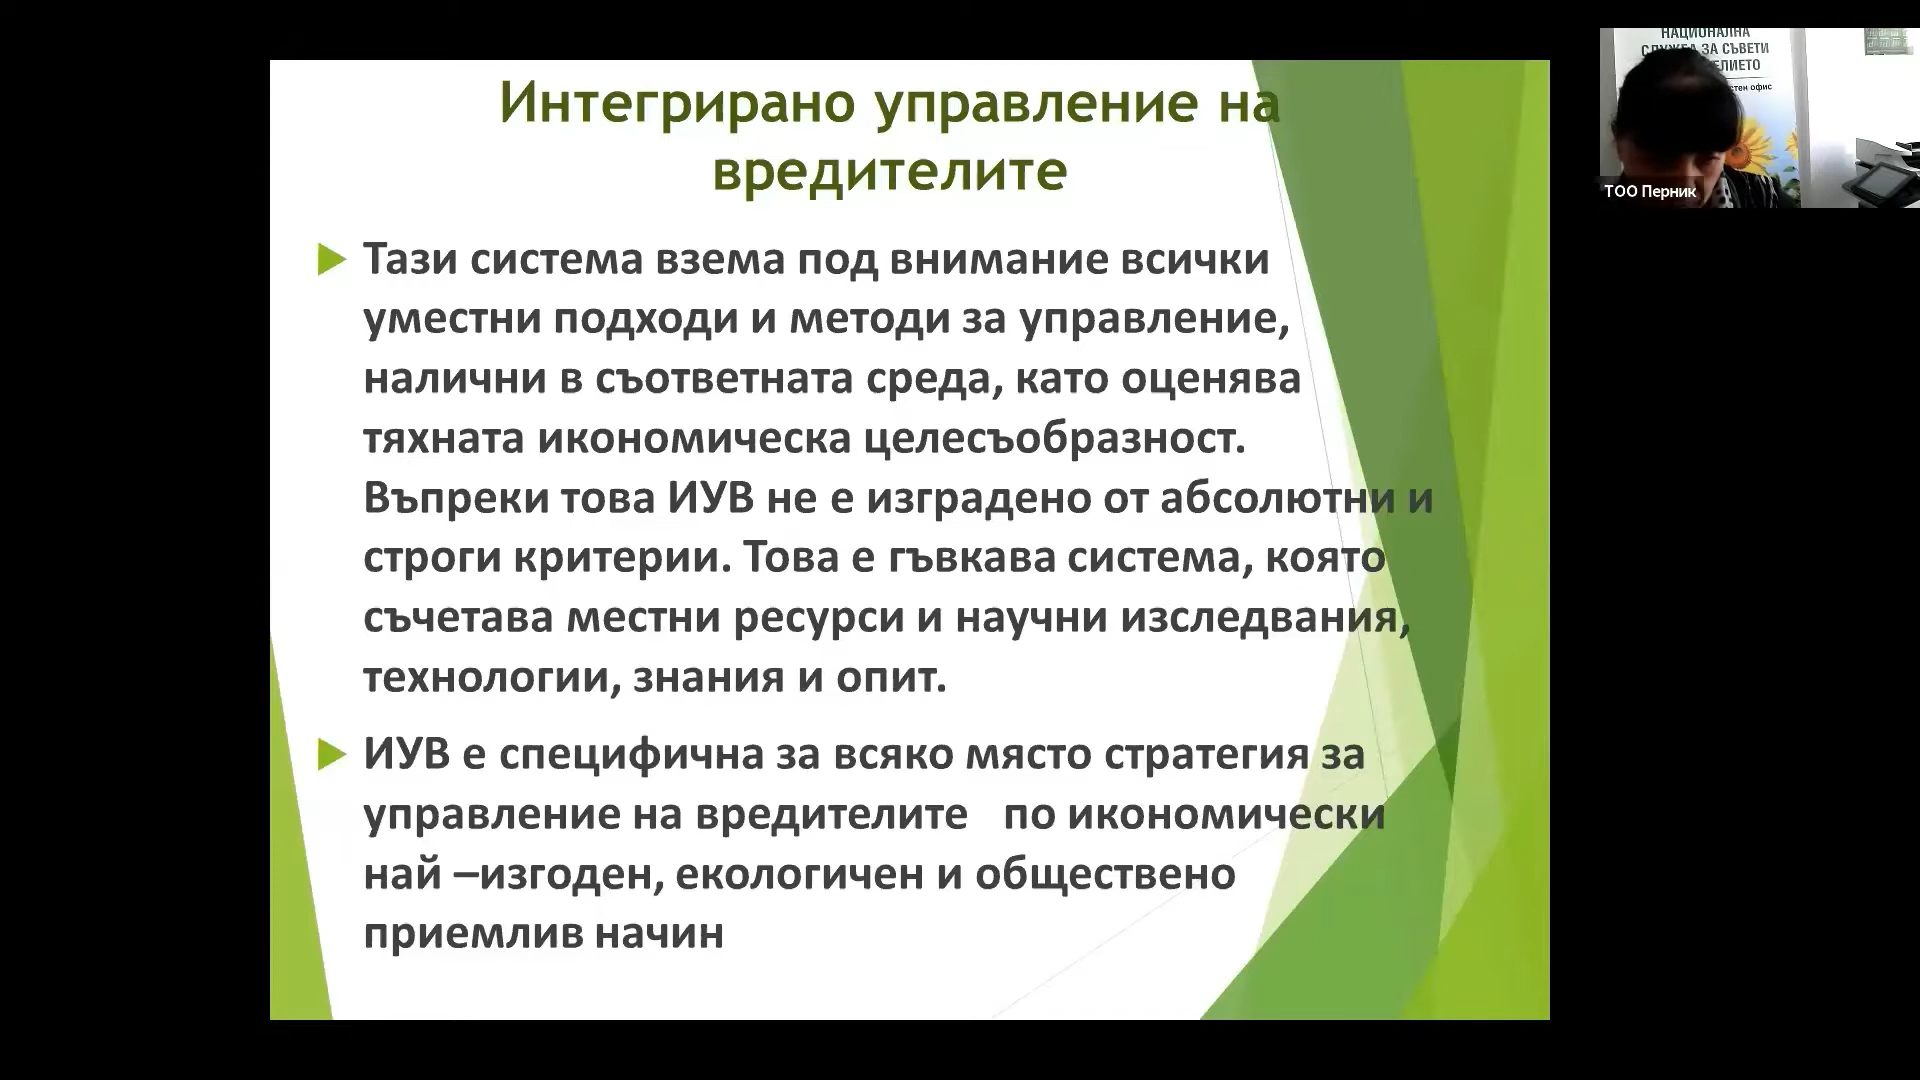 Интегрирано управление на
вредителите
Тази система взема под внимание всички
уместни подходи и методи за управление,
налични в съответната среда, като оценява
тяхната икономическа целесъобразност.
Въпреки това ИУВ не е изградено от абсолютни и
строги критерии. Това е гъвкава система, която
съчетава местни ресурси и научни изследвания,
технологии, знания и опит.
ИУВ е специфична за всяко място стратегия за
управление на вредителите по икономически
най –изгоден, екологичен и обществено
приемлив начин
НАЦИОНАЛНА
ЗА СЪВЕТИ
офис
ТОО Перник